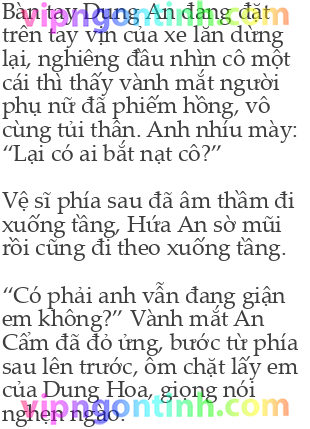 Bàn tay Dung An đang đặt
trên tay vịn của xe lăn dừng
lại, nghiêng đầu nhìn cô một
cái thì thấy vành mắt người
phụ nữ đã phiếm hồng, vô
cùng tủi thân. Anh nhíu mày:
“Lại có ai bắt nạt cô?”
Vệ sĩ phía sau đã âm thầm đi
xuống tầng, Hứa An sờ mũi
rồi cũng đi theo xuống tầng.
“Có phải anh vẫn đang giận
em không?” Vành mắt An
Cẩm đã đỏ ửng, bước từ phía
sau lên trước, ôm chặt lấy em
của Dung Hoa, giọng nói
nghẹn ngào.
vipngontinh.com
vipngontinh.com